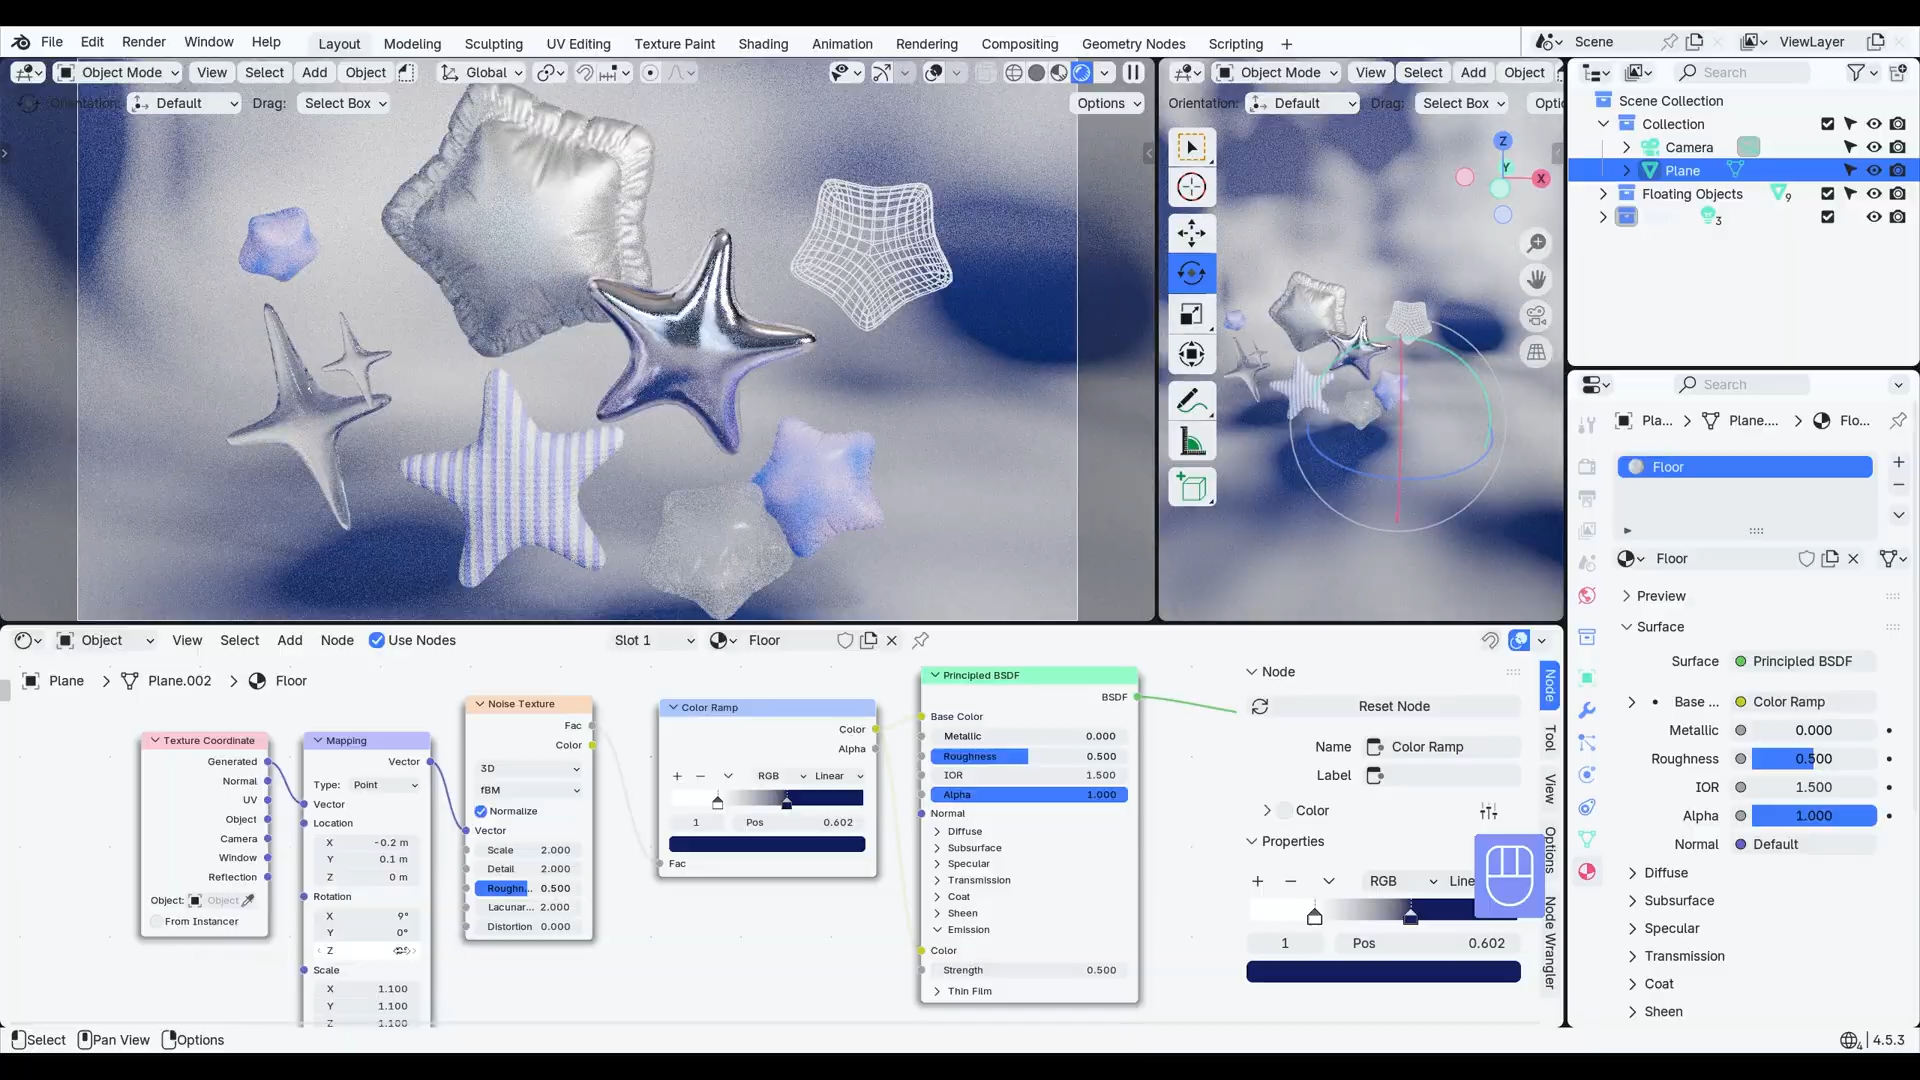 File Edit Render Window Help Layout Modeling Sculpting UV Editing Texture Paint Shading Animation Rendering Compositing Geometry Nodes Scripting + Scene ViewLayer
Object Mode View Select Add Object Global
Orientation: Default Drag: Select Box Options
Object Mode View Select Add Object
Orientation: Default Drag: Select Box Optio
Z
Y
X
Search
Scene Collection
Collection
Camera
Plane
Floating Objects 9
3
Search
Pla... Plane.... Flo...
Floor
Floor
Preview
Surface
Surface Principled BSDF
Base ... Color Ramp
Metallic 0.000
Roughness 0.500
IOR 1.500
Alpha 1.000
Normal Default
Diffuse
Subsurface
Specular
Transmission
Coat
Sheen
Object View Select Add Node Use Nodes Slot 1 Floor
Plane Plane.002 Floor
Texture Coordinate
Generated
Normal
UV
Object
Camera
Window
Reflection
Object: Object
From Instancer
Mapping
Vector
Type: Point
Vector
Location
X -0.2 m
Y 0.1 m
Z 0 m
Rotation
X 9°
Y 0°
Z
Scale
X 1.100
Y 1.100
Z 1.100
Noise Texture
Fac
Color
3D
fBM
Normalize
Vector
Scale 2.000
Detail 2.000
Roughn... 0.500
Lacunar... 2.000
Distortion 0.000
Color Ramp
Color
Alpha
+ − RGB Linear
1 Pos 0.602
Fac
Principled BSDF
BSDF
Base Color
Metallic 0.000
Roughness 0.500
IOR 1.500
Alpha 1.000
Normal
Diffuse
Subsurface
Specular
Transmission
Coat
Sheen
Emission
Color
Strength 0.500
Thin Film
Node
Reset Node
Name Color Ramp
Label
Color
Properties
+ − RGB Line
1 Pos 0.602
Node
Tool
View
Options
Node Wrangler
Select Pan View Options 4.5.3